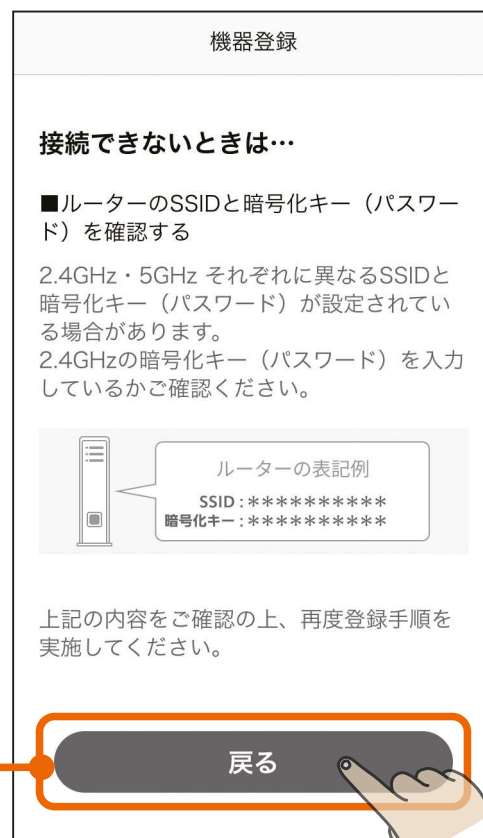 機器登録
接続できないときは…
■ルーターのSSIDと暗号化キー（パスワー
ド）を確認する
2.4GHz・5GHz それぞれに異なるSSIDと
暗号化キー（パスワード）が設定されてい
る場合があります。
2.4GHzの暗号化キー（パスワード）を入力
しているかご確認ください。
ルーターの表記例
SSID：＊＊＊＊＊＊＊＊＊＊
暗号化キー：＊＊＊＊＊＊＊＊＊＊
上記の内容をご確認の上、再度登録手順を
実施してください。
戻る